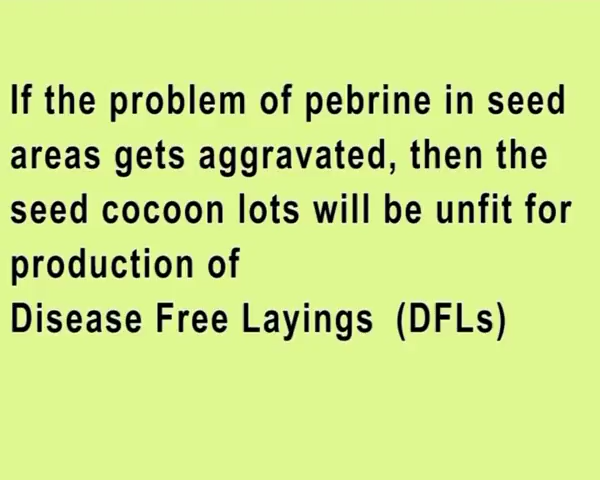 If the problem of pebrine in seed
areas gets aggravated, then the
seed cocoon lots will be unfit for
production of
Disease Free Layings (DFLs)